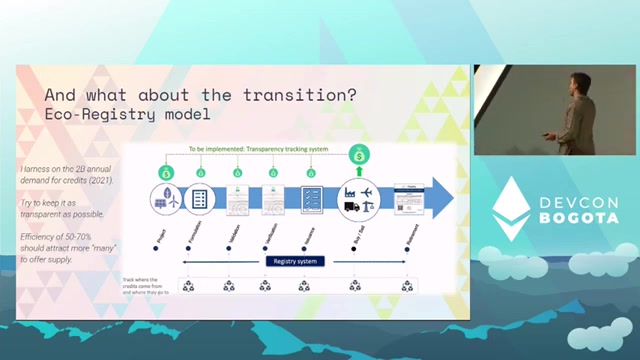 And what about the transition?
Eco-Registry model
To be implemented: Transparency tracking system
Harness on the 2B annual
demand for credits (2021).
Try to keep it as
transparent as possible.
Efficiency of 50-70%
should attract more "many"
to offer supply.
Project
Formulation
Validation
Verification
Issuance
Buy / Sell
Retirement
Registry system
Track where the
credits come from
and where they go to
DEVCON
BOGOTA